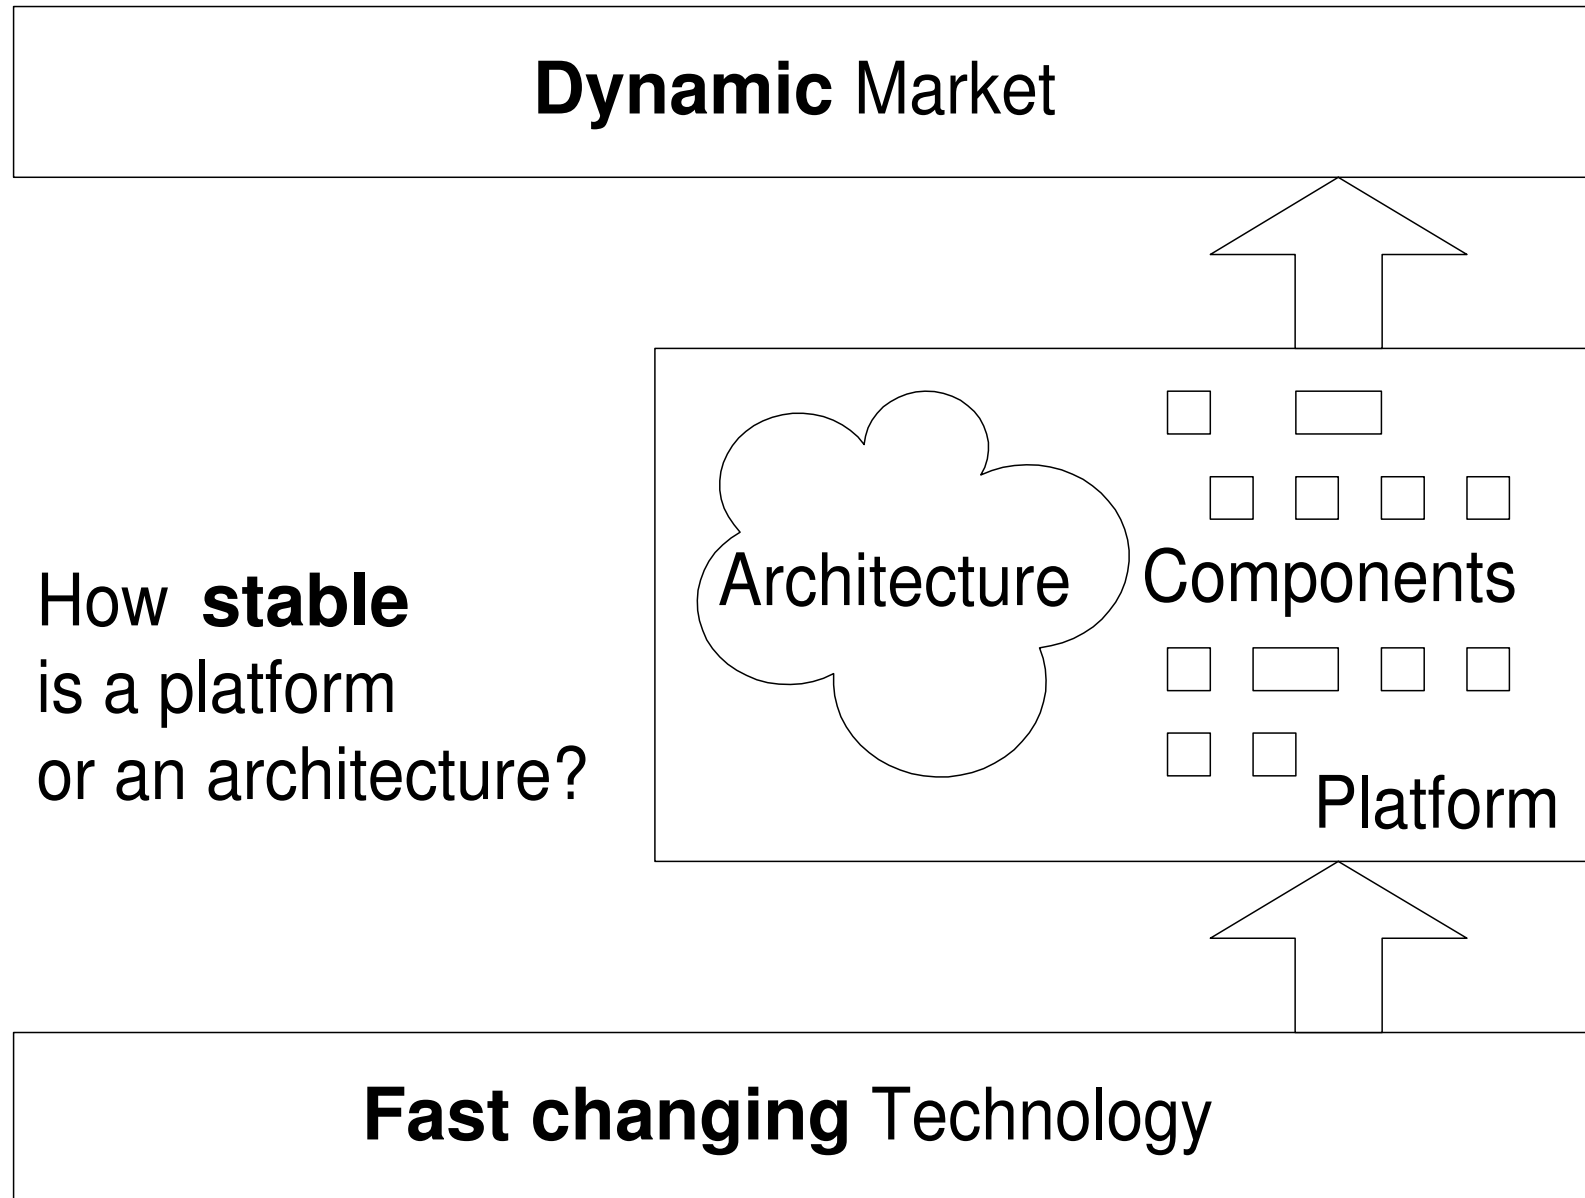 Dynamic Market
How stable
is a platform
or an architecture?
Architecture
Components
Platform
Fast changing Technology